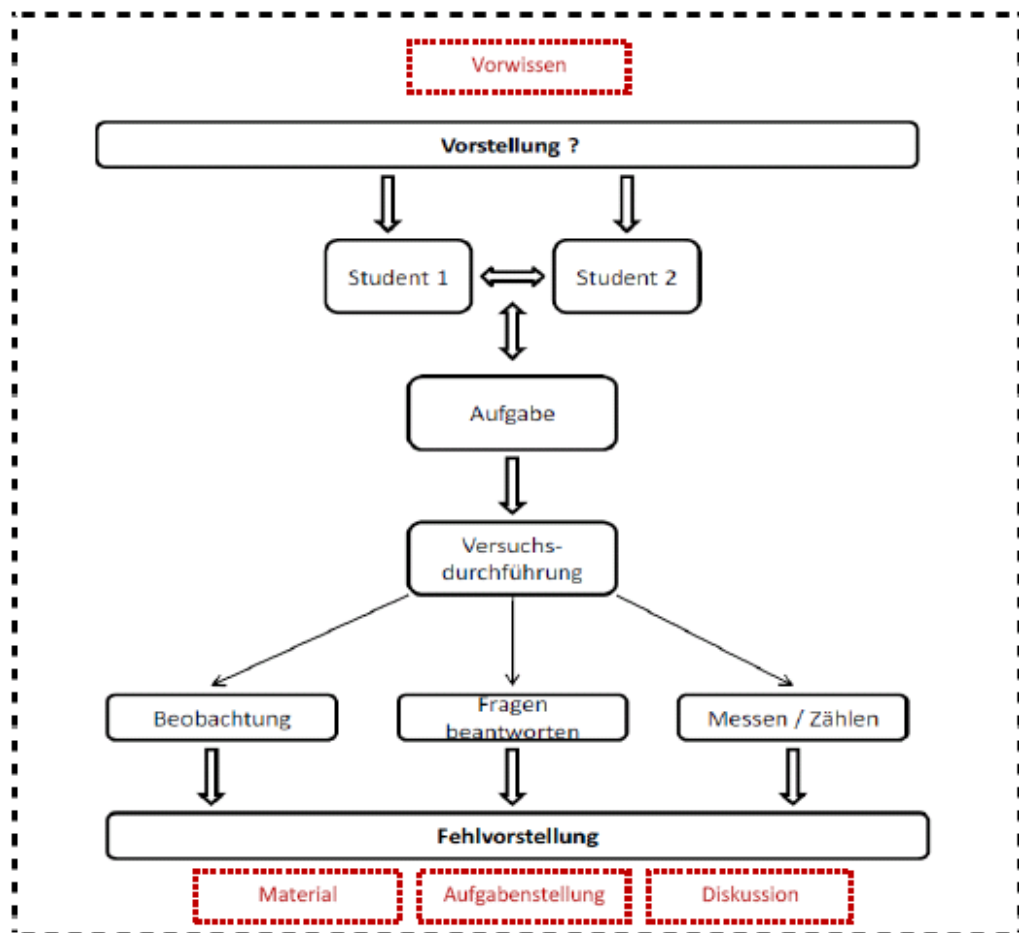 Vorwissen
Vorstellung ?
Student 1
Student 2
Aufgabe
Versuchs-
durchführung
Beobachtung
Fragen
beantworten
Messen / Zählen
Fehlvorstellung
Material
Aufgabenstellung
Diskussion